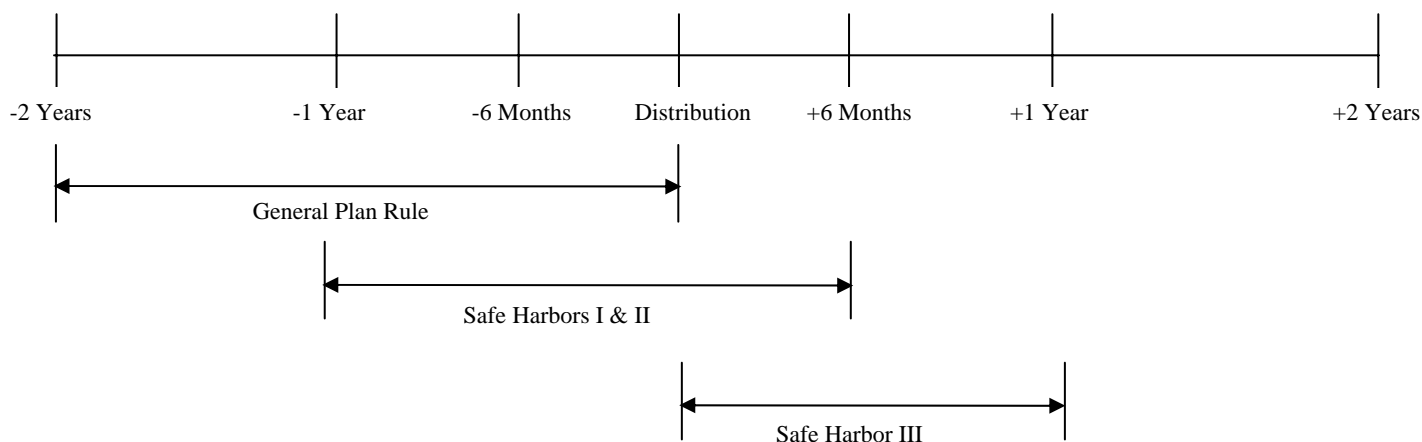 -2 Years -1 Year -6 Months Distribution +6 Months +1 Year +2 Years
General Plan Rule
Safe Harbors I & II
Safe Harbor III